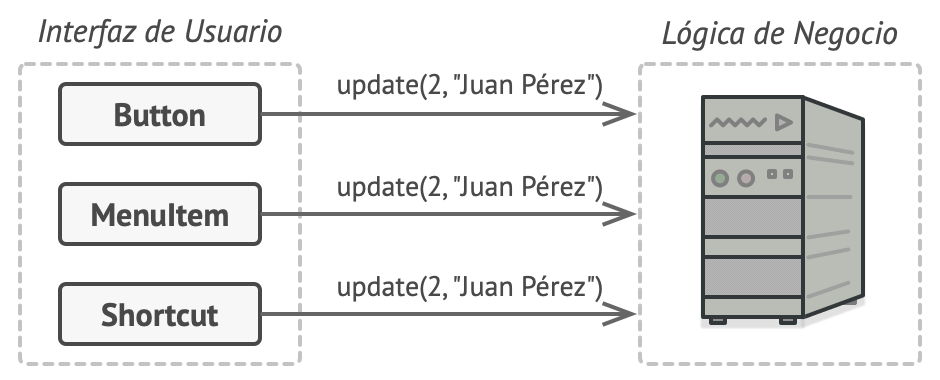 Interfaz de Usuario
Lógica de Negocio
Button
update(2, "Juan Pérez")
MenuItem
update(2, "Juan Pérez")
Shortcut
update(2, "Juan Pérez")